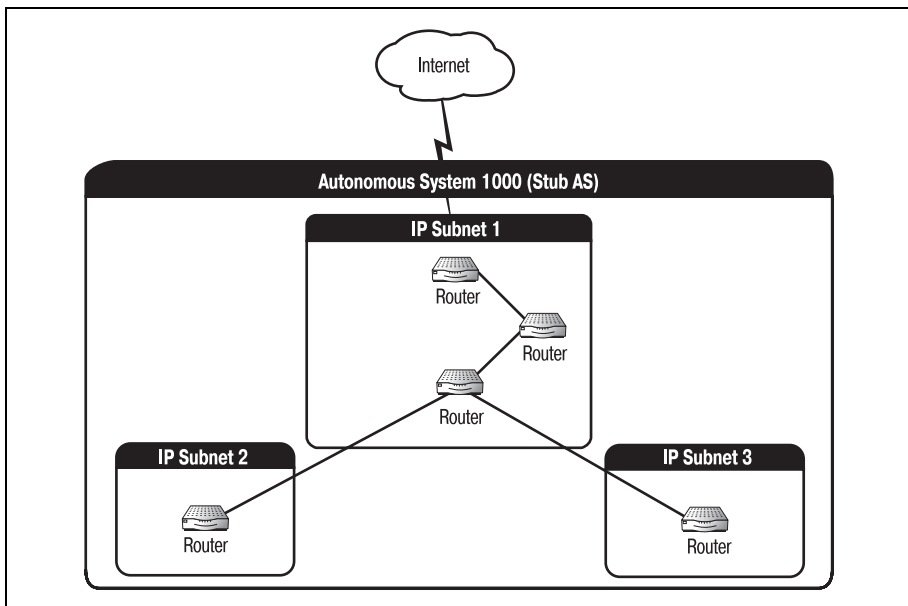 Internet
Autonomous System 1000 (Stub AS)
IP Subnet 1
Router
Router
Router
IP Subnet 2
Router
IP Subnet 3
Router